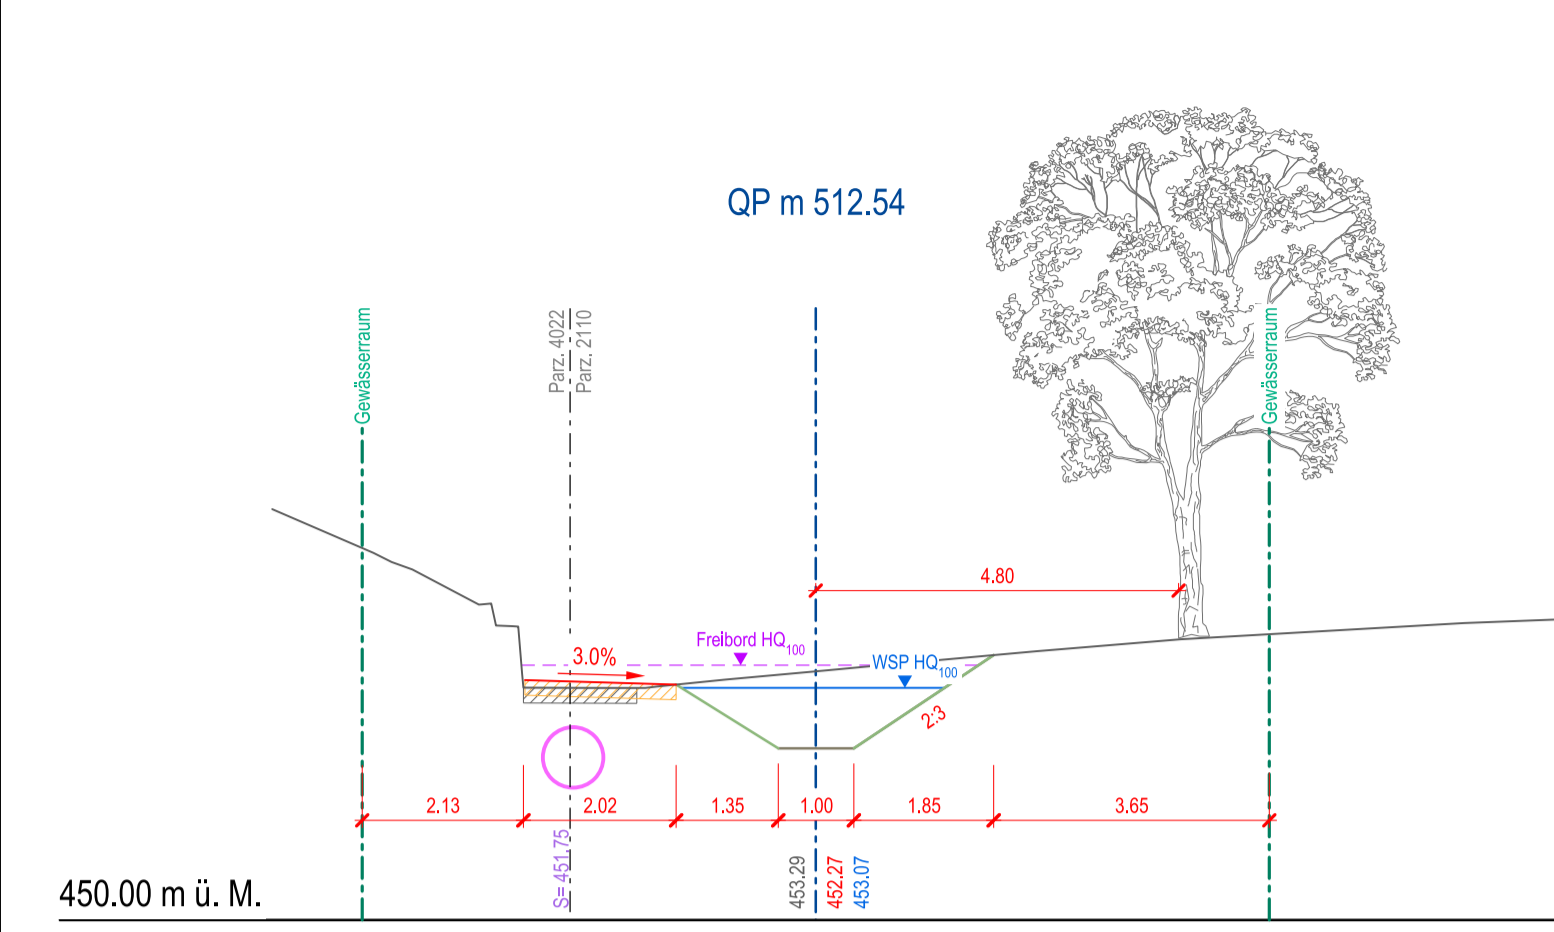 QP m 512.54
Gewässerraum
Parz. 4022
Parz. 2110
Gewässerraum
4.80
Freibord HQ100
3.0%
WSP HQ100
2:3
2.13
2.02
1.35
1.00
1.85
3.65
S= 451.75
453.29
452.27
453.07
450.00 m ü. M.